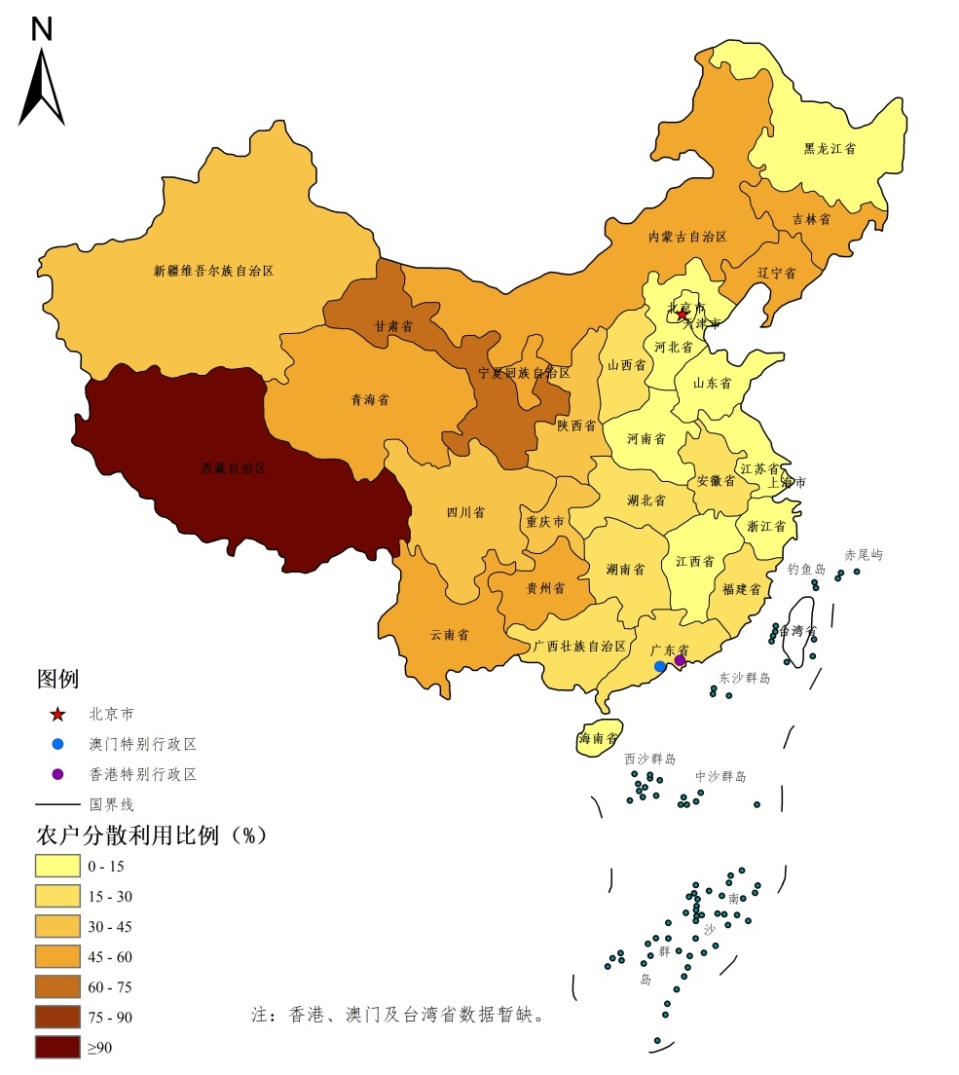 N
黑龙江省
吉林省
内蒙古自治区
辽宁省
新疆维吾尔族自治区
北京市
天津市
甘肃省
河北省
山西省
宁夏回族自治区
山东省
青海省
陕西省
河南省
西藏自治区
江苏省
安徽省
上海市
湖北省
四川省
重庆市
浙江省
赤尾屿
江西省
钓鱼岛
湖南省
贵州省
福建省
台湾省
云南省
广西壮族自治区
广东省
东沙群岛
海南省
西沙群岛
中沙群岛
南
沙
群
岛
图例
北京市
澳门特别行政区
香港特别行政区
国界线
农户分散利用比例（%）
0 - 15
15 - 30
30 - 45
45 - 60
60 - 75
75 - 90
≥90
注：香港、澳门及台湾省数据暂缺。